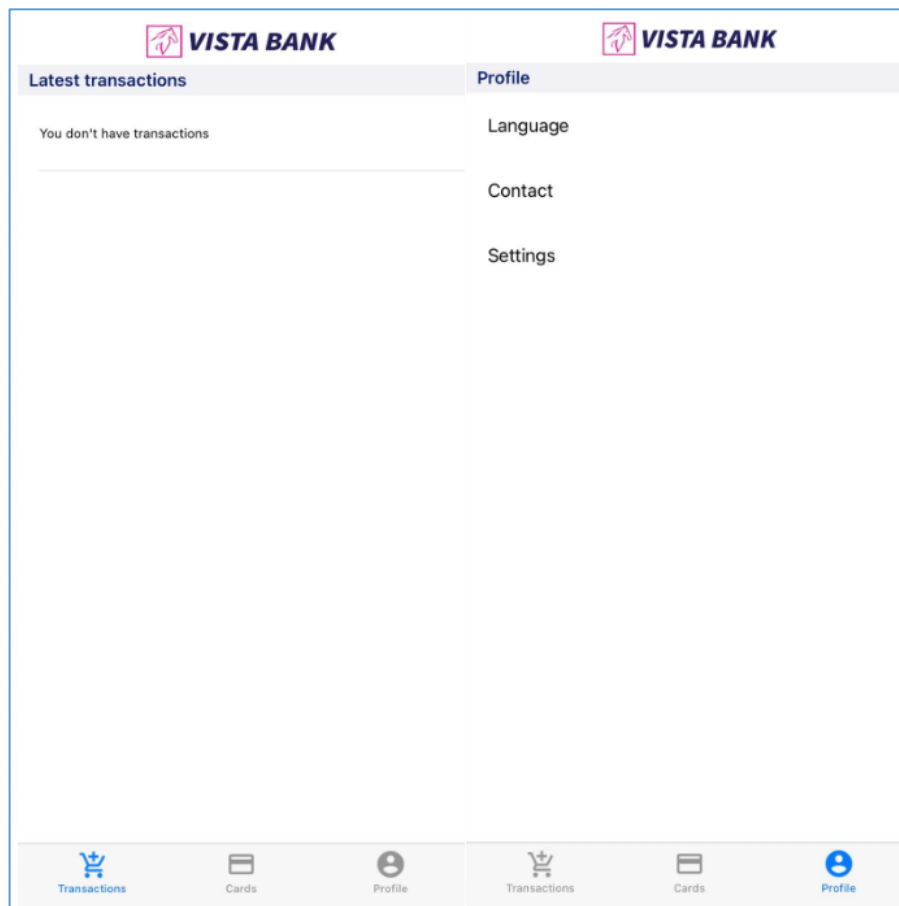 VISTA BANK
Latest transactions
You don't have transactions
Transactions
Cards
Profile
VISTA BANK
Profile
Language
Contact
Settings
Transactions
Cards
Profile